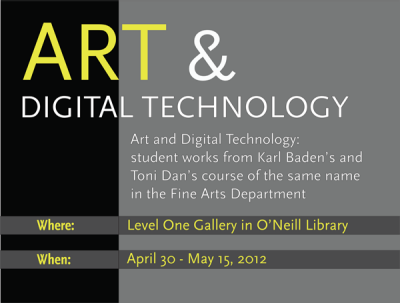 ART &
DIGITAL TECHNOLOGY
Art and Digital Technology:
student works from Karl Baden's and
Toni Dan's course of the same name
in the Fine Arts Department
Where: Level One Gallery in O'Neill Library
When: April 30 - May 15, 2012